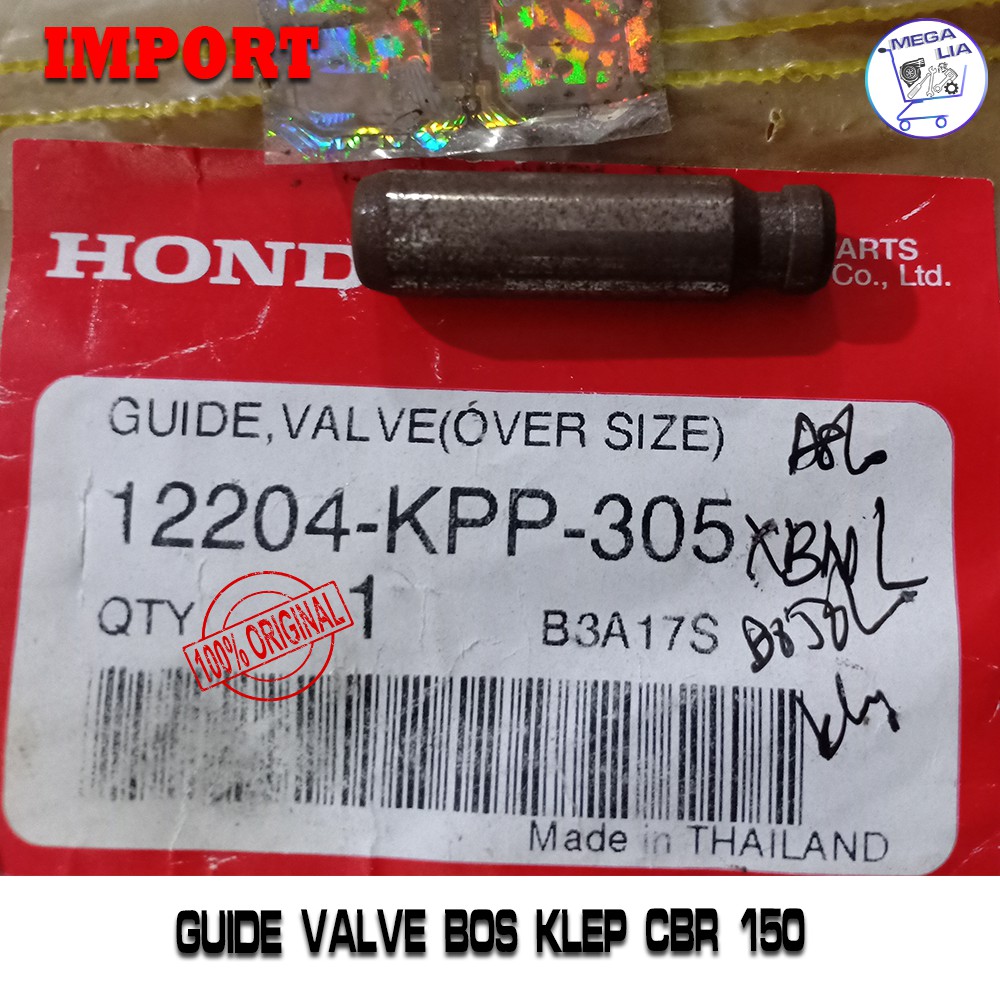 IMPORT
MEGA
LIA
HOND
ARTS
Co., Ltd.
GUIDE,VALVE(OVER SIZE)
12204-KPP-305
QTY 1 B3A17S
100% ORIGINAL
Made in THAILAND
GUIDE VALVE BOS KLEP CBR 150